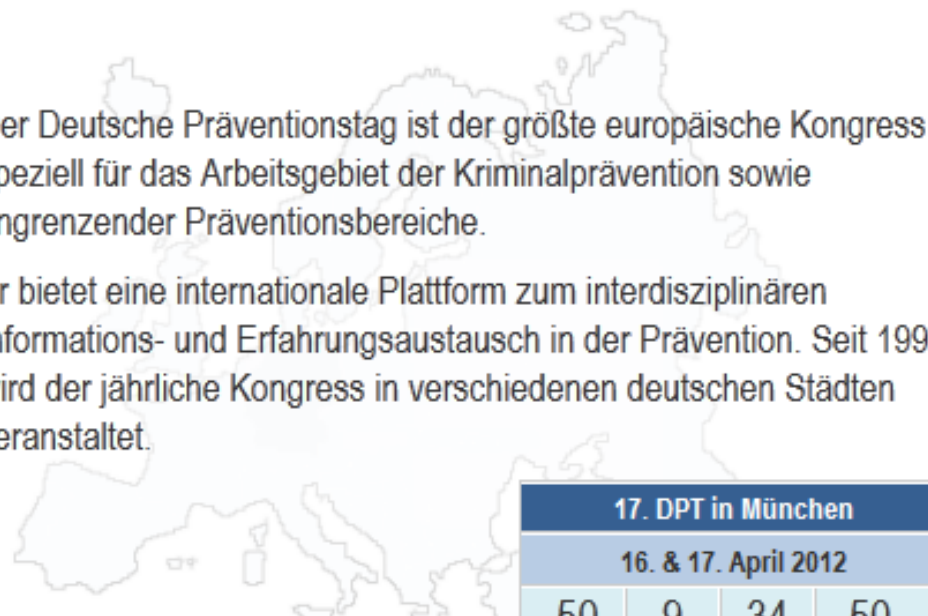 er Deutsche Präventionstag ist der größte europäische Kongress
peziell für das Arbeitsgebiet der Kriminalprävention sowie
ngrenzender Präventionsbereiche.
r bietet eine internationale Plattform zum interdisziplinären
nformations- und Erfahrungsaustausch in der Prävention. Seit 199
ird der jährliche Kongress in verschiedenen deutschen Städten
eranstaltet.
17. DPT in München
16. & 17. April 2012
50 9 34 50